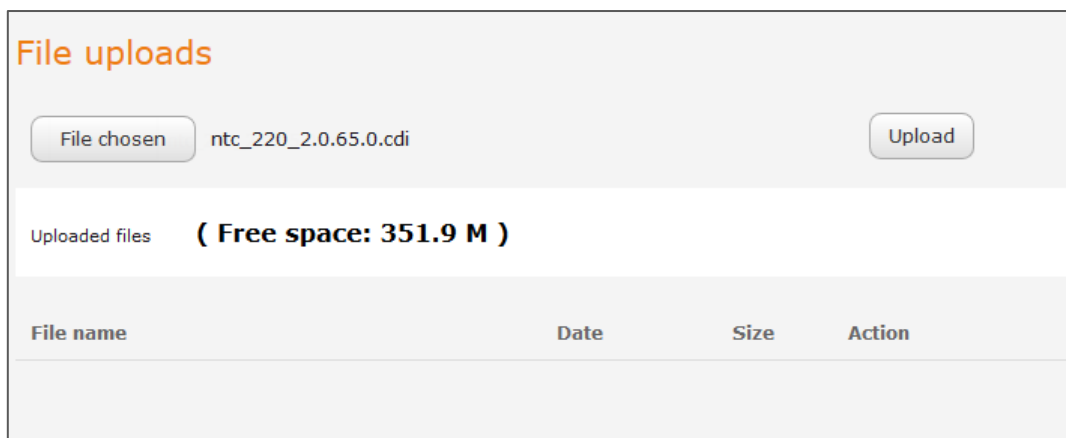 File uploads
File chosen ntc_220_2.0.65.0.cdi Upload
Uploaded files ( Free space: 351.9 M )
File name Date Size Action